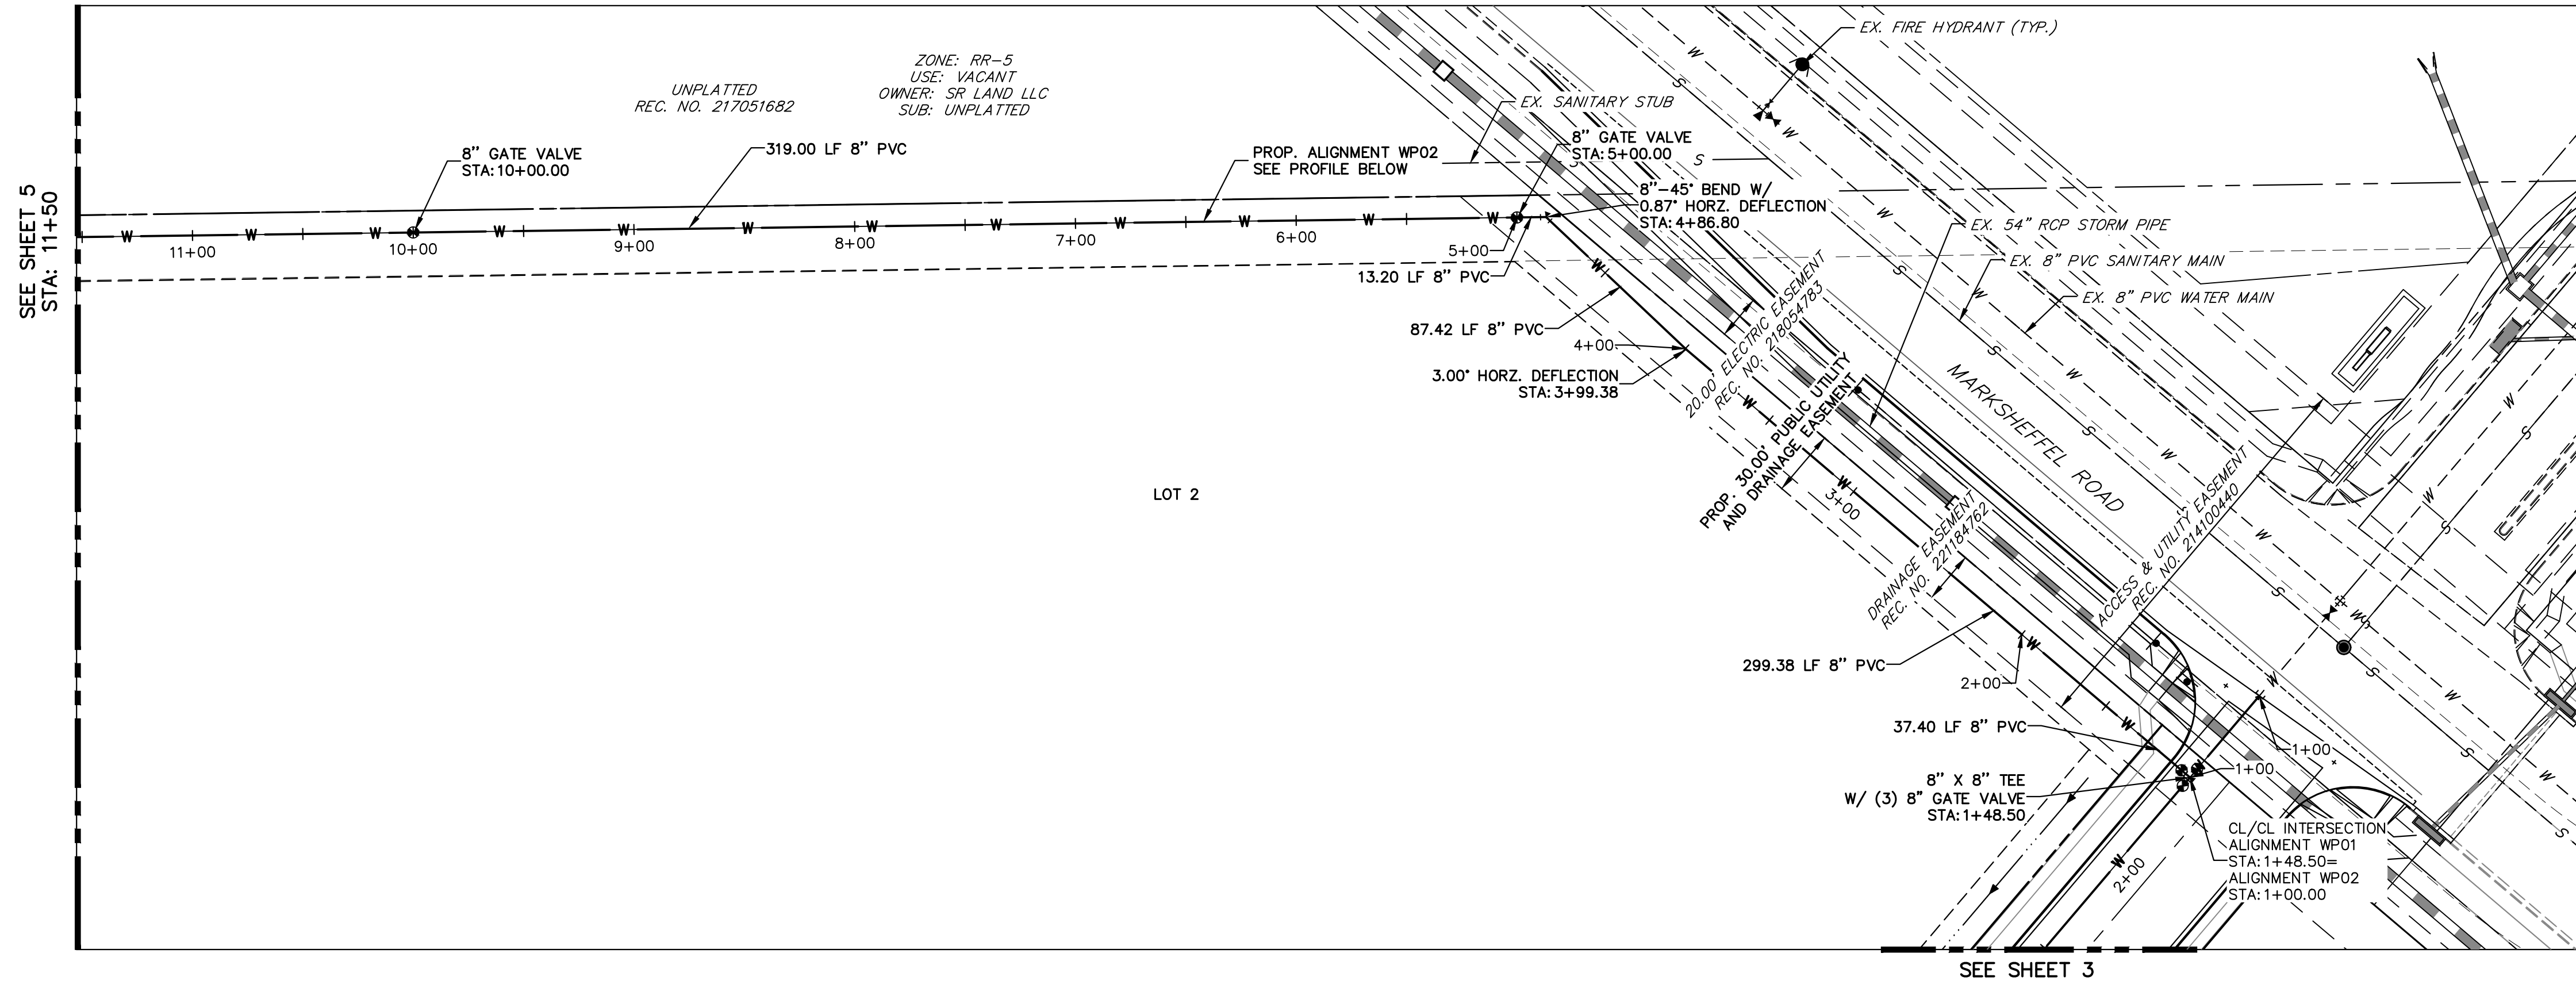 SEE SHEET 5
STA: 11+50
UNPLATTED
REC. NO. 217051682
ZONE: RR-5
USE: VACANT
OWNER: SR LAND LLC
SUB: UNPLATTED
8" GATE VALVE
STA:10+00.00
319.00 LF 8" PVC
PROP. ALIGNMENT WP02
SEE PROFILE BELOW
EX. SANITARY STUB
8" GATE VALVE
STA:5+00.00
EX. FIRE HYDRANT (TYP.)
8"-45° BEND W/
0.87° HORZ. DEFLECTION
STA:4+86.80
EX. 54" RCP STORM PIPE
EX. 8" PVC SANITARY MAIN
EX. 8" PVC WATER MAIN
11+00
10+00
9+00
8+00
7+00
6+00
5+00
13.20 LF 8" PVC
87.42 LF 8" PVC
4+00
3.00° HORZ. DEFLECTION
STA:3+99.38
20.00' ELECTRIC EASEMENT
REC. NO. 218054783
PROP. 30.00' PUBLIC UTILITY
AND DRAINAGE EASEMENT
MARKSHEFFEL ROAD
LOT 2
3+00
DRAINAGE EASEMENT
REC. NO. 221184762
ACCESS & UTILITY EASEMENT
REC. NO. 214100440
299.38 LF 8" PVC
2+00
37.40 LF 8" PVC
1+00
1+00
8" X 8" TEE
W/ (3) 8" GATE VALVE
STA:1+48.50
CL/CL INTERSECTION
ALIGNMENT WP01
STA:1+48.50=
ALIGNMENT WP02
STA:1+00.00
2+00
SEE SHEET 3